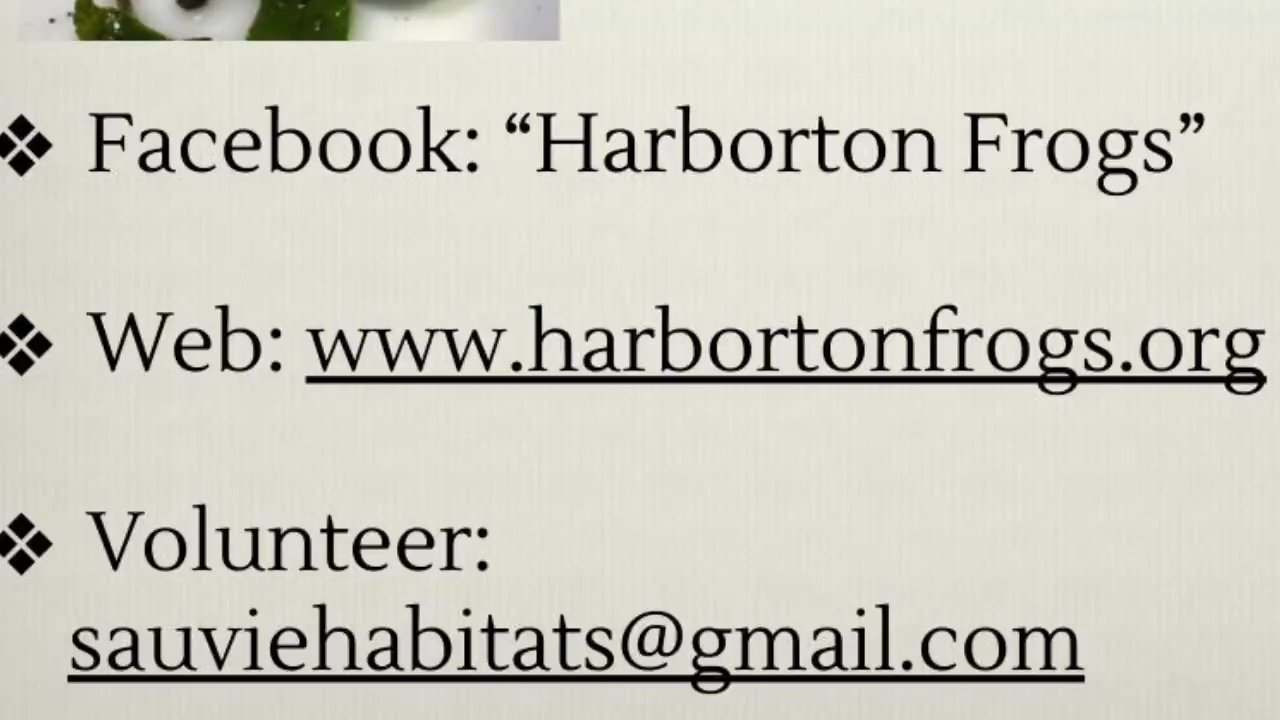 ❖ Facebook: “Harborton Frogs”
❖ Web: www.harbortonfrogs.org
❖ Volunteer:
sauviehabitats@gmail.com